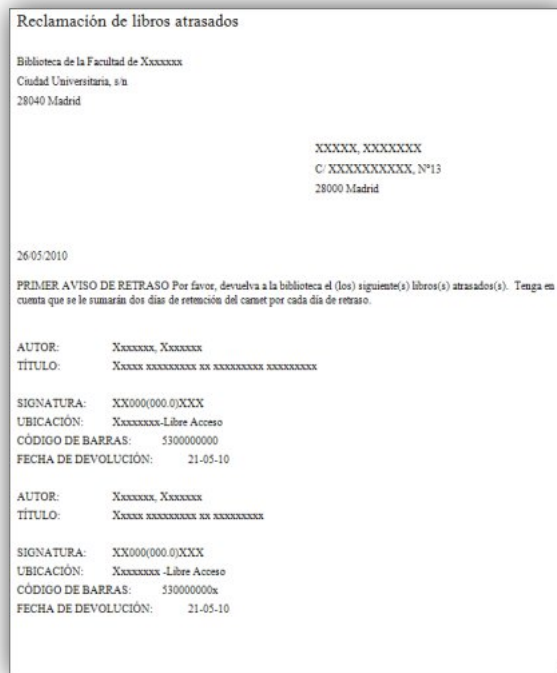 Reclamación de libros atrasados
Biblioteca de la Facultad de Xxxxxxx
Ciudad Universitaria, s/n
28040 Madrid
XXXXX, XXXXXXX
C/ XXXXXXXXXX, Nº13
28000 Madrid
26/05/2010
PRIMER AVISO DE RETRASO Por favor, devuelva a la biblioteca el (los) siguiente(s) libros(s) atrasados(s). Tenga en
cuenta que se le sumarán dos días de retención del carnet por cada día de retraso.
AUTOR: Xxxxxxx, Xxxxxxx
TÍTULO: Xxxxx xxxxxxxxx xx xxxxxxxxx xxxxxxxxx
SIGNATURA: XX000(000.0)XXX
UBICACIÓN: Xxxxxxxx-Libre Acceso
CÓDIGO DE BARRAS: 5300000000
FECHA DE DEVOLUCIÓN: 21-05-10
AUTOR: Xxxxxxx, Xxxxxxx
TÍTULO: Xxxxx xxxxxxxxx xx xxxxxxxxx
SIGNATURA: XX000(000.0)XXX
UBICACIÓN: Xxxxxxxx -Libre Acceso
CÓDIGO DE BARRAS: 530000000x
FECHA DE DEVOLUCIÓN: 21-05-10